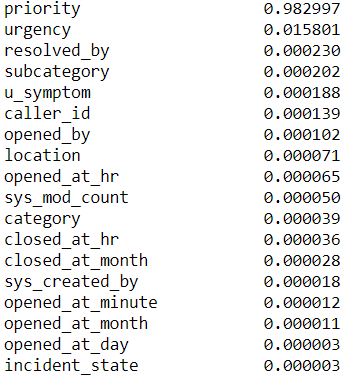 priority 0.982997
urgency 0.015801
resolved_by 0.000230
subcategory 0.000202
u_symptom 0.000188
caller_id 0.000139
opened_by 0.000102
location 0.000071
opened_at_hr 0.000065
sys_mod_count 0.000050
category 0.000039
closed_at_hr 0.000036
closed_at_month 0.000028
sys_created_by 0.000018
opened_at_minute 0.000012
opened_at_month 0.000011
opened_at_day 0.000003
incident_state 0.000003